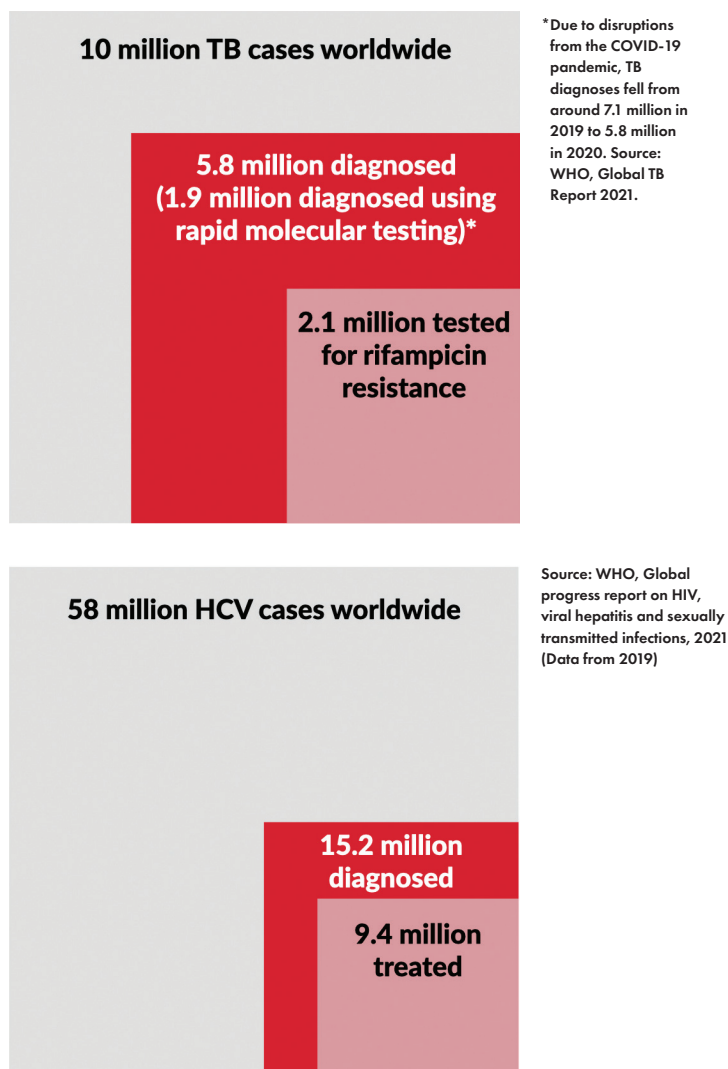 10 million TB cases worldwide
5.8 million diagnosed
(1.9 million diagnosed using
rapid molecular testing)*
2.1 million tested
for rifampicin
resistance
*Due to disruptions
from the COVID-19
pandemic, TB
diagnoses fell from
around 7.1 million in
2019 to 5.8 million
in 2020. Source:
WHO, Global TB
Report 2021.
58 million HCV cases worldwide
15.2 million
diagnosed
9.4 million
treated
Source: WHO, Global
progress report on HIV,
viral hepatitis and sexually
transmitted infections, 2021
(Data from 2019)